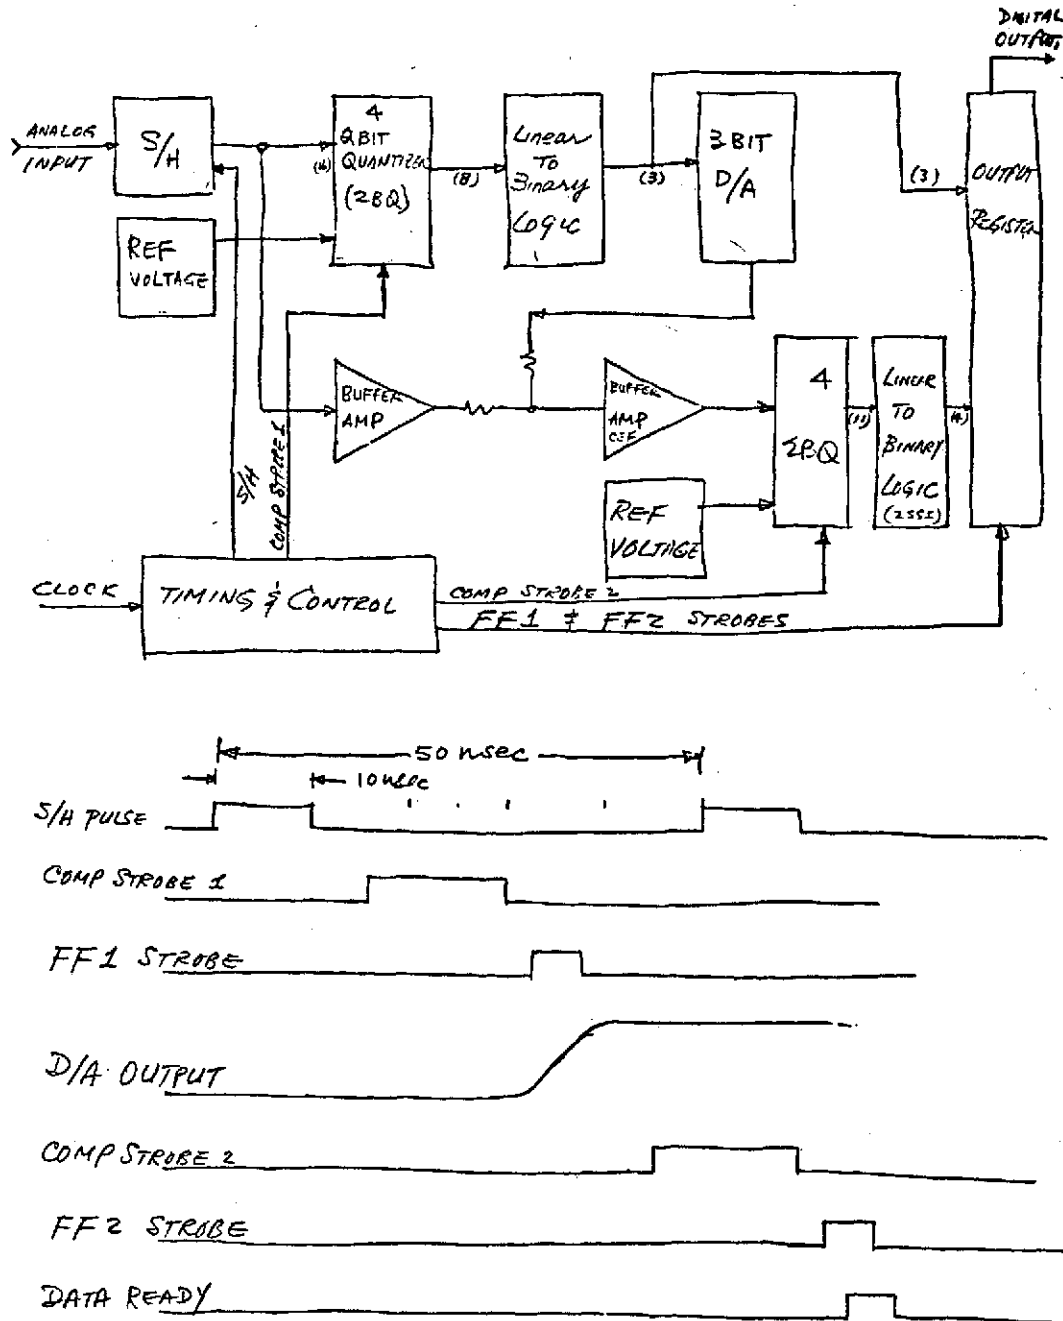 DIGITAL
OUTPUT
ANALOG
INPUT
S/H
4
2BIT
QUANTIZER
(2BQ)
(8)
LINEAR
TO
BINARY
LOGIC
(3)
3 BIT
D/A
(3)
OUTPUT
REGISTER
REF
VOLTAGE
BUFFER
AMP
BUFFER
AMP
4
2BQ
(11)
LINEAR
TO
BINARY
LOGIC
(4)
REF
VOLTAGE
S/H
COMP STROBE 1
CLOCK
TIMING & CONTROL
COMP STROBE 2
FF1 & FF2 STROBES
50 nsec
10 nsec
S/H PULSE
COMP STROBE 1
FF1 STROBE
D/A OUTPUT
COMP STROBE 2
FF2 STROBE
DATA READY